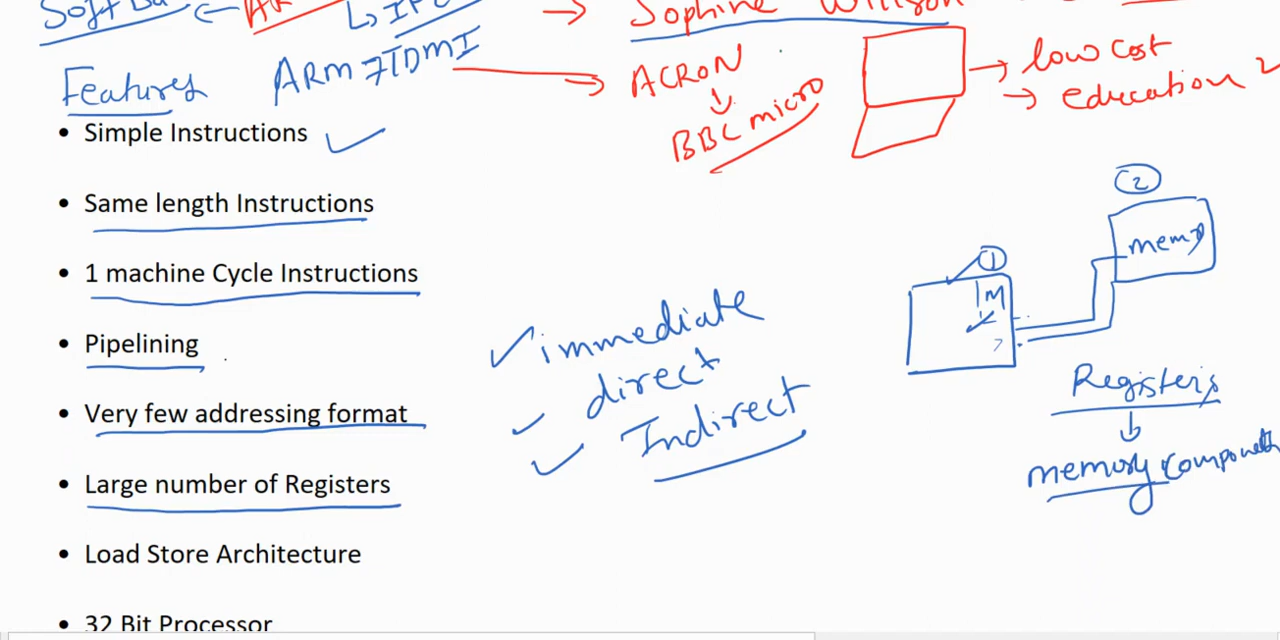 Sophine Wilson
Features
ARM7TDMI
ACRON
BBC micro
low cost
education
• Simple Instructions
• Same length Instructions
• 1 machine Cycle Instructions
• Pipelining
• Very few addressing format
• Large number of Registers
• Load Store Architecture
• 32 Bit Processor
immediate
direct
Indirect
1
M
2
mem
Registers
memory components